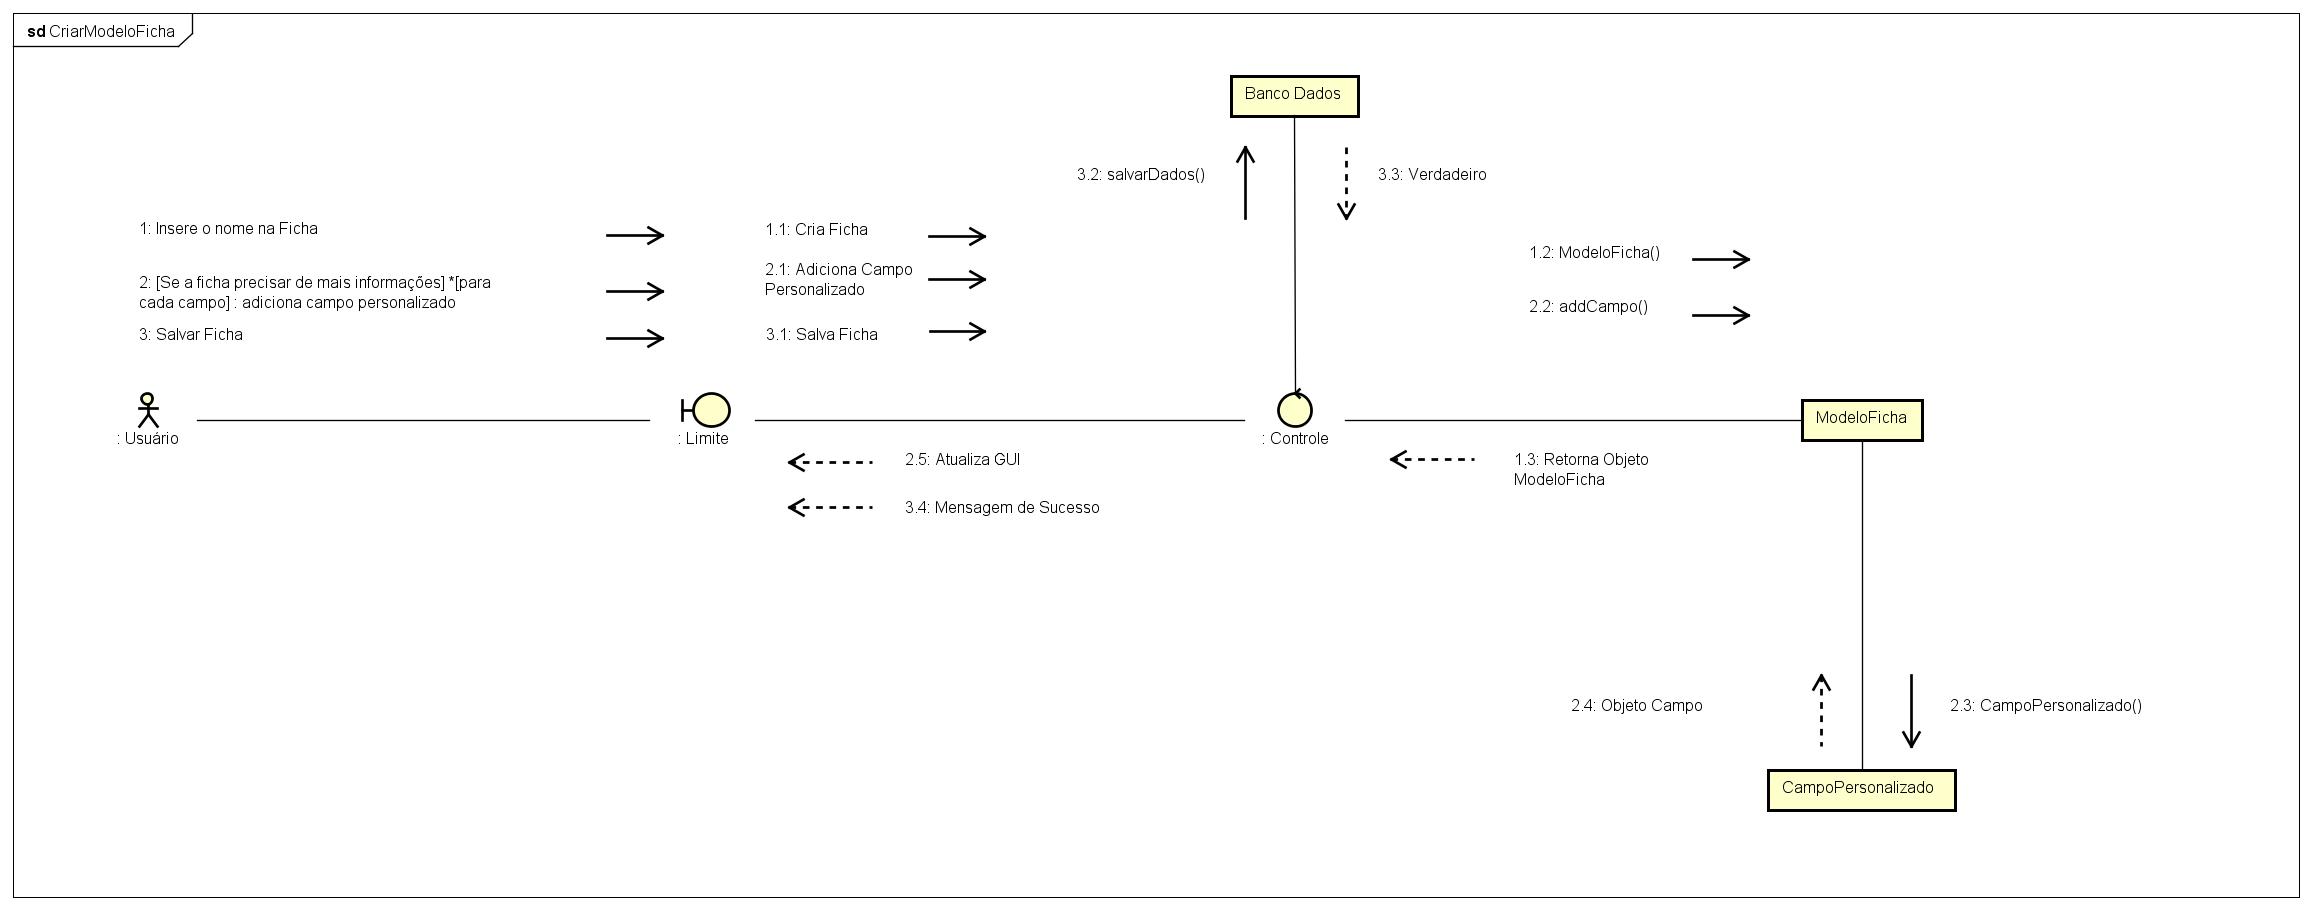 sd CriarModeloFicha
Banco Dados
3.2: salvarDados()
3.3: Verdadeiro
1: Insere o nome na Ficha
1.1: Cria Ficha
1.2: ModeloFicha()
2: [Se a ficha precisar de mais informações] *[para
cada campo] : adiciona campo personalizado
2.1: Adiciona Campo
Personalizado
2.2: addCampo()
3: Salvar Ficha
3.1: Salva Ficha
: Usuário
: Limite
: Controle
ModeloFicha
2.5: Atualiza GUI
1.3: Retorna Objeto
ModeloFicha
3.4: Mensagem de Sucesso
2.4: Objeto Campo
2.3: CampoPersonalizado()
CampoPersonalizado